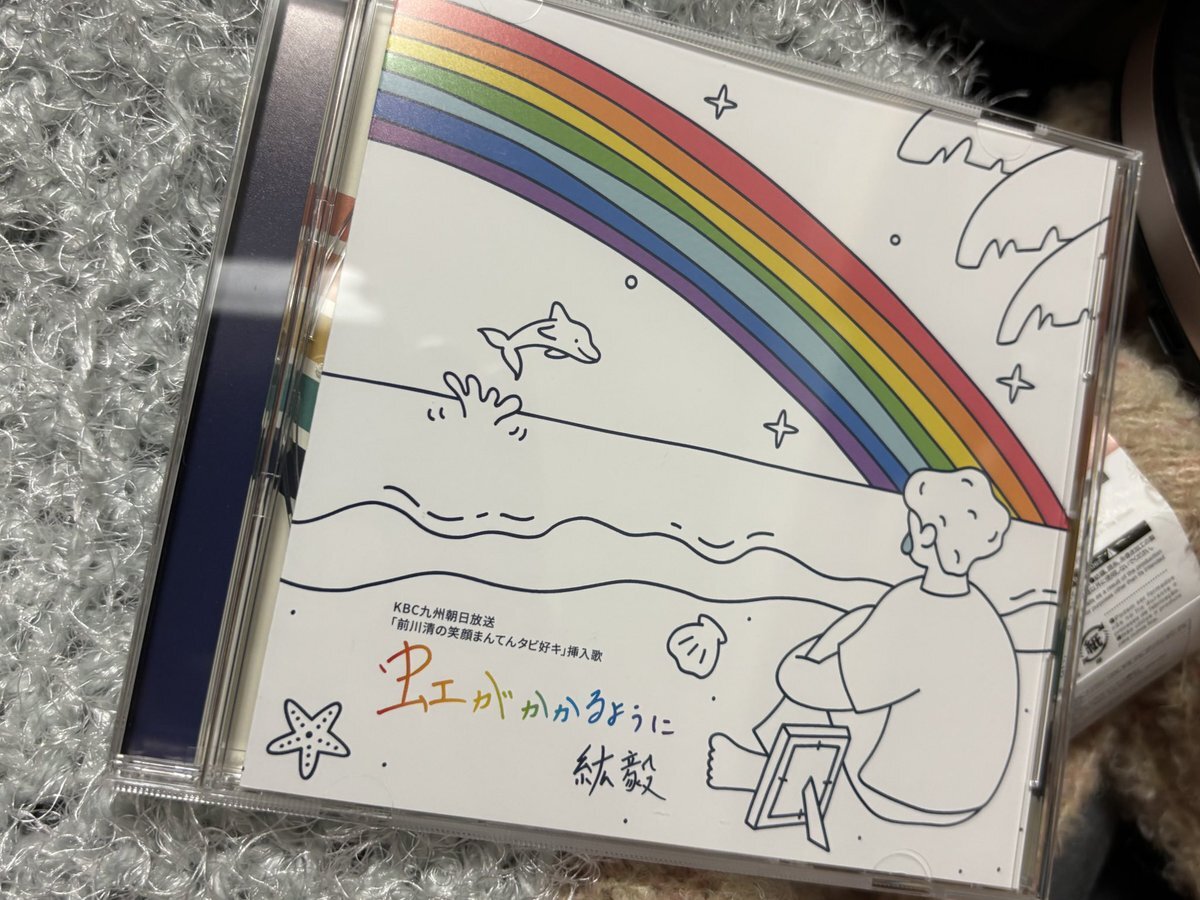 KBC九州朝日放送
「前川清の笑顔まんてんタビ好キ」挿入歌
虹がかかるように
紘毅
紙